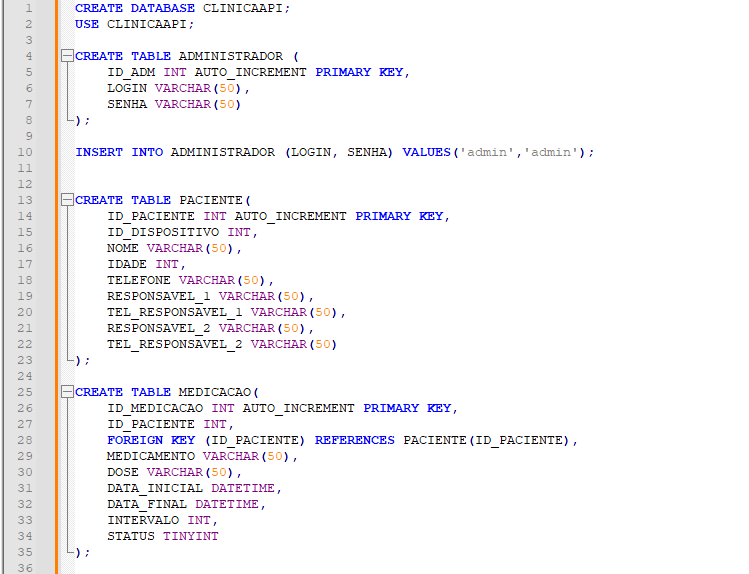 1 CREATE DATABASE CLINICAAPI;
2 USE CLINICAAPI;
3
4 CREATE TABLE ADMINISTRADOR (
5 ID_ADM INT AUTO_INCREMENT PRIMARY KEY,
6 LOGIN VARCHAR(50),
7 SENHA VARCHAR(50)
8 );
9
10 INSERT INTO ADMINISTRADOR (LOGIN, SENHA) VALUES('admin','admin');
11
12
13 CREATE TABLE PACIENTE(
14 ID_PACIENTE INT AUTO_INCREMENT PRIMARY KEY,
15 ID_DISPOSITIVO INT,
16 NOME VARCHAR(50),
17 IDADE INT,
18 TELEFONE VARCHAR(50),
19 RESPONSAVEL_1 VARCHAR(50),
20 TEL_RESPONSAVEL_1 VARCHAR(50),
21 RESPONSAVEL_2 VARCHAR(50),
22 TEL_RESPONSAVEL_2 VARCHAR(50)
23 );
24
25 CREATE TABLE MEDICACAO(
26 ID_MEDICACAO INT AUTO_INCREMENT PRIMARY KEY,
27 ID_PACIENTE INT,
28 FOREIGN KEY (ID_PACIENTE) REFERENCES PACIENTE(ID_PACIENTE),
29 MEDICAMENTO VARCHAR(50),
30 DOSE VARCHAR(50),
31 DATA_INICIAL DATETIME,
32 DATA_FINAL DATETIME,
33 INTERVALO INT,
34 STATUS TINYINT
35 );
36